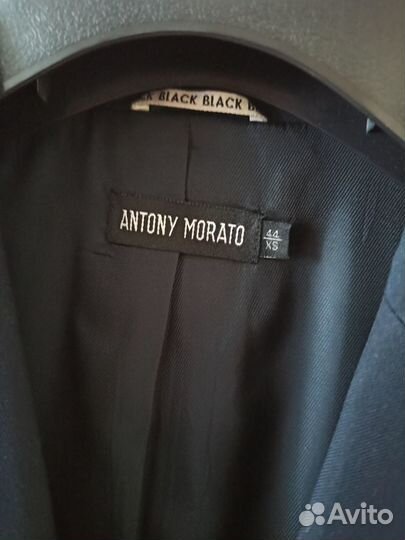 K BLACK BLACK B
ANTONY MORATO
44
XS
Avito